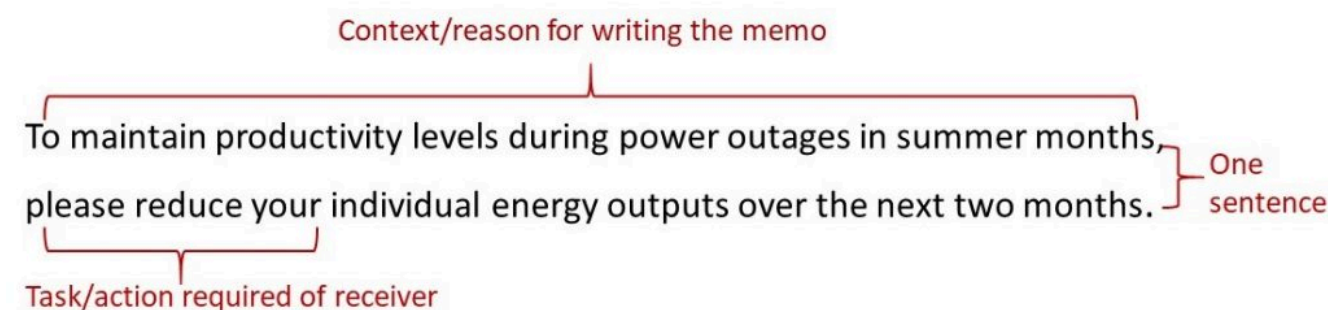 Context/reason for writing the memo
To maintain productivity levels during power outages in summer months,
please reduce your individual energy outputs over the next two months.
One
sentence
Task/action required of receiver